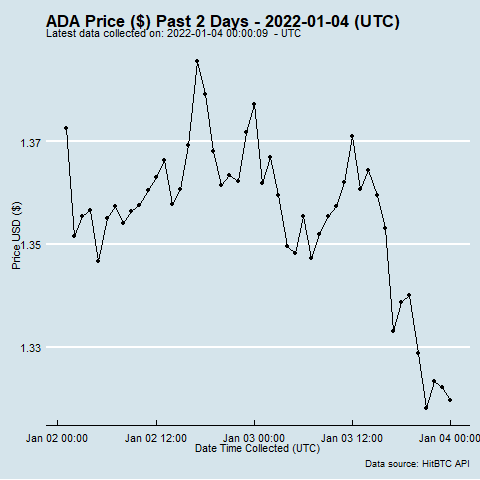 ADA Price ($) Past 2 Days - 2022-01-04 (UTC)
Latest data collected on: 2022-01-04 00:00:09 - UTC
1.37
1.35
1.33
Price USD ($)
Jan 02 00:00 Jan 02 12:00 Jan 03 00:00 Jan 03 12:00 Jan 04 00:00
Date Time Collected (UTC)
Data source: HitBTC API